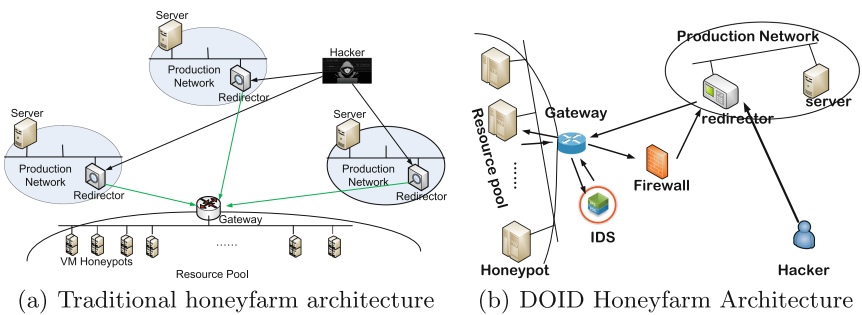 Server
Production
Network
Redirector
Hacker
Server
Production
Network
Redirector
Server
Production
Network
Redirector
Gateway
VM Honeypots
......
Resource Pool
(a) Traditional honeyfarm architecture
Production Network
server
redirector
Gateway
Resource pool
......
Firewall
IDS
Honeypot
Hacker
(b) DOID Honeyfarm Architecture